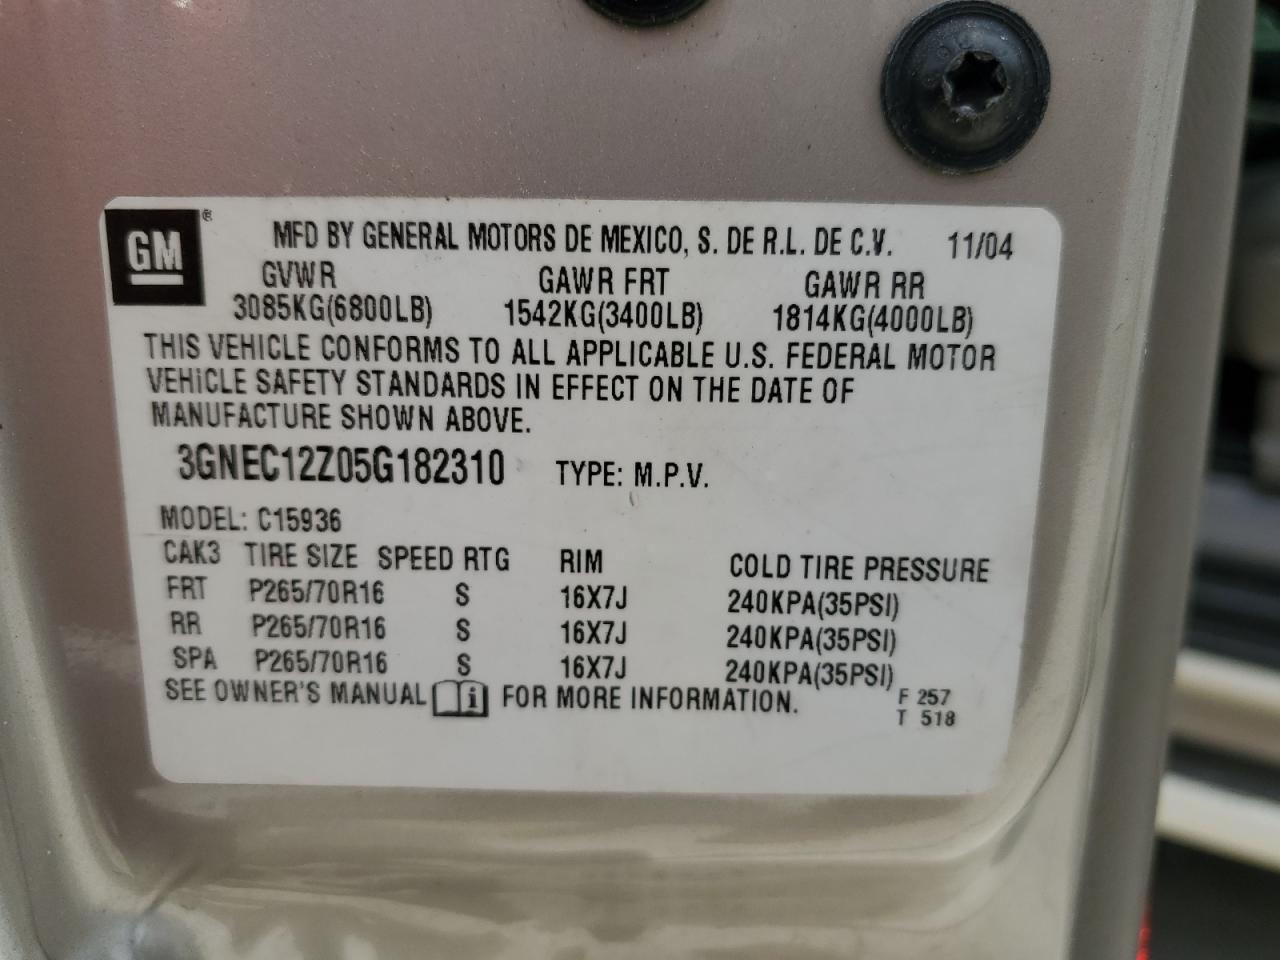 GM ®
MFD BY GENERAL MOTORS DE MEXICO, S. DE R.L. DE C.V. 11/04
GVWR GAWR FRT GAWR RR
3085KG(6800LB) 1542KG(3400LB) 1814KG(4000LB)
THIS VEHICLE CONFORMS TO ALL APPLICABLE U.S. FEDERAL MOTOR
VEHICLE SAFETY STANDARDS IN EFFECT ON THE DATE OF
MANUFACTURE SHOWN ABOVE.
3GNEC12Z05G182310 TYPE: M.P.V.
MODEL: C15936
CAK3 TIRE SIZE SPEED RTG RIM COLD TIRE PRESSURE
FRT P265/70R16 S 16X7J 240KPA(35PSI)
RR P265/70R16 S 16X7J 240KPA(35PSI)
SPA P265/70R16 S 16X7J 240KPA(35PSI)
SEE OWNER'S MANUAL i FOR MORE INFORMATION.
F 257
T 518